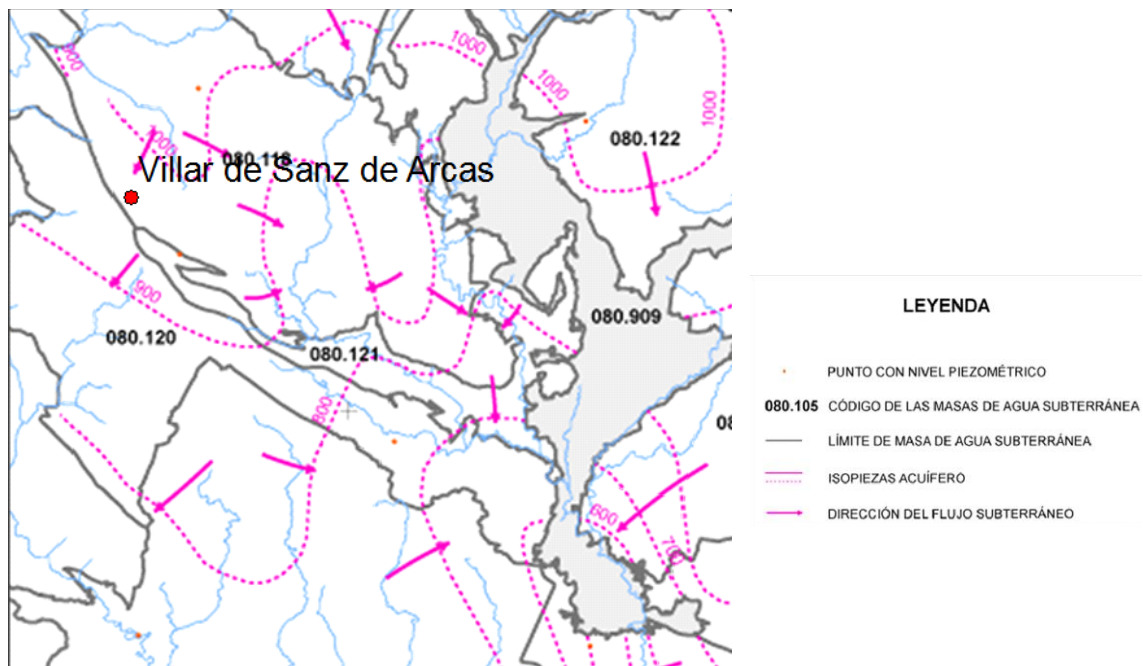 900
1000
1000
1000
1000
080.122
080.118
Villar de Sanz de Arcas
900
080.909
080.120
080.121
600
700
LEYENDA
PUNTO CON NIVEL PIEZOMÉTRICO
080.105 CÓDIGO DE LAS MASAS DE AGUA SUBTERRÁNEA
LÍMITE DE MASA DE AGUA SUBTERRÁNEA
ISOPIEZAS ACUÍFERO
DIRECCIÓN DEL FLUJO SUBTERRÁNEO